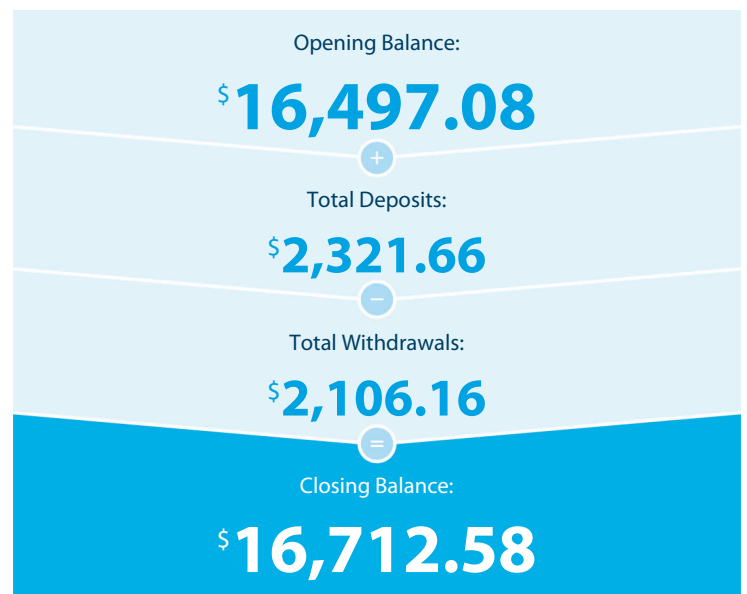 Opening Balance:
$16,497.08
+
Total Deposits:
$2,321.66
−
Total Withdrawals:
$2,106.16
=
Closing Balance:
$16,712.58